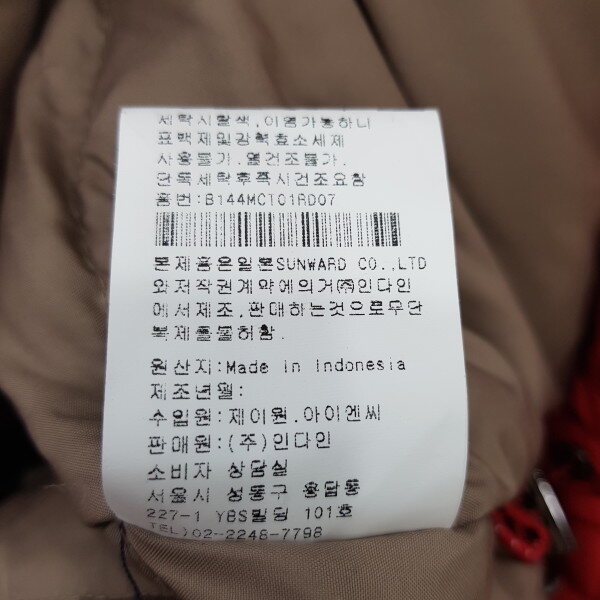 세탁시탈색,이염가능하니
표백제및강력효소세제
사용불가.열건조불가.
단독세탁후즉시건조요함
품번:B144MCT01RD07
본제품은일본SUNWARD CO.,LTD
와저작권계약에의거㈜인다인
에서제조,판매하는것으로무단
복제를불허함.
원산지:Made in Indonesia
제조년월:
수입원:제이원.아이엔씨
판매원:(주)인다인
소비자 상담실
서울시 성동구 용답동
227-1 YBS빌딩 101호
TEL)02-2248-7798